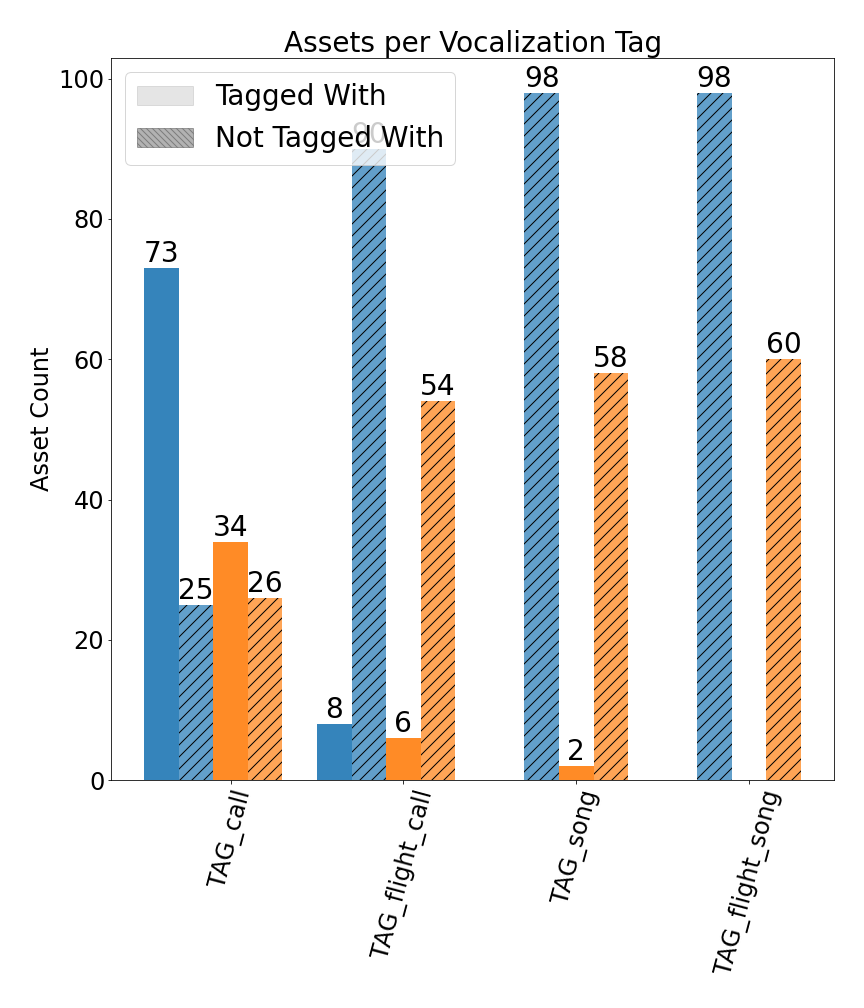 Assets per Vocalization Tag
Tagged With
Not Tagged With
Asset Count
100
80
60
40
20
0
73
25
34
26
8
90
6
54
98
2
58
98
60
TAG_call
TAG_flight_call
TAG_song
TAG_flight_song